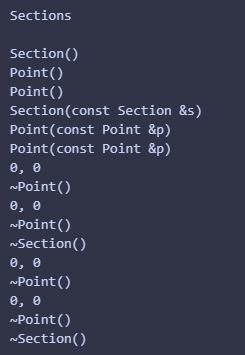 Sections

Section()
Point()
Point()
Section(const Section &s)
Point(const Point &p)
Point(const Point &p)
0, 0
~Point()
0, 0
~Point()
~Section()
0, 0
~Point()
0, 0
~Point()
~Section()